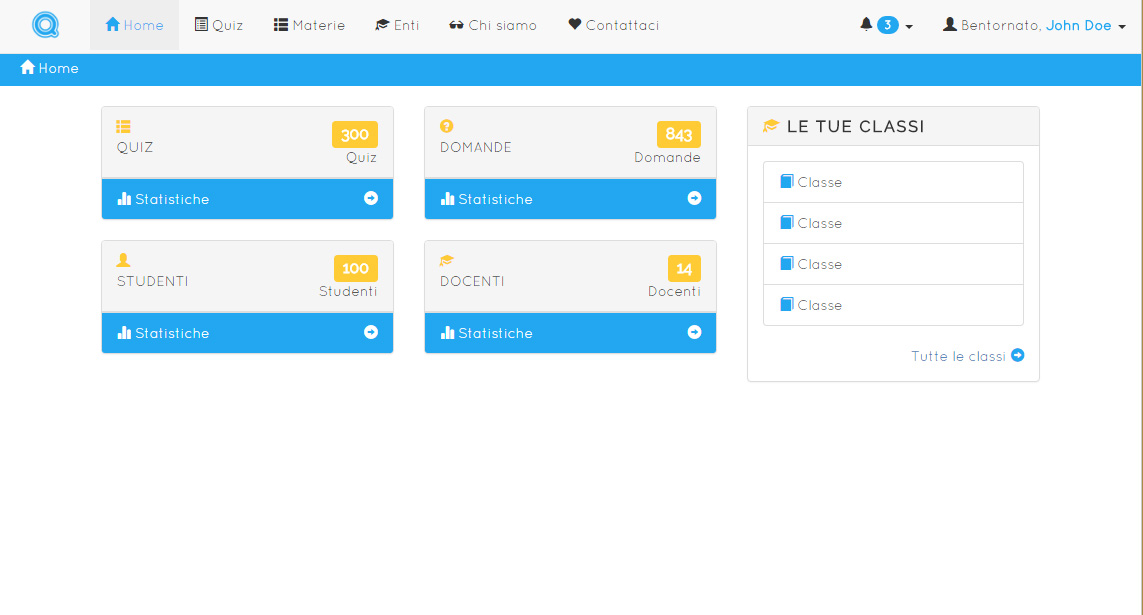 Home Quiz Materie Enti Chi siamo Contattaci 3 Bentornato, John Doe
Home
QUIZ
300
Quiz
Statistiche
DOMANDE
843
Domande
Statistiche
STUDENTI
100
Studenti
Statistiche
DOCENTI
14
Docenti
Statistiche
LE TUE CLASSI
Classe
Classe
Classe
Classe
Tutte le classi